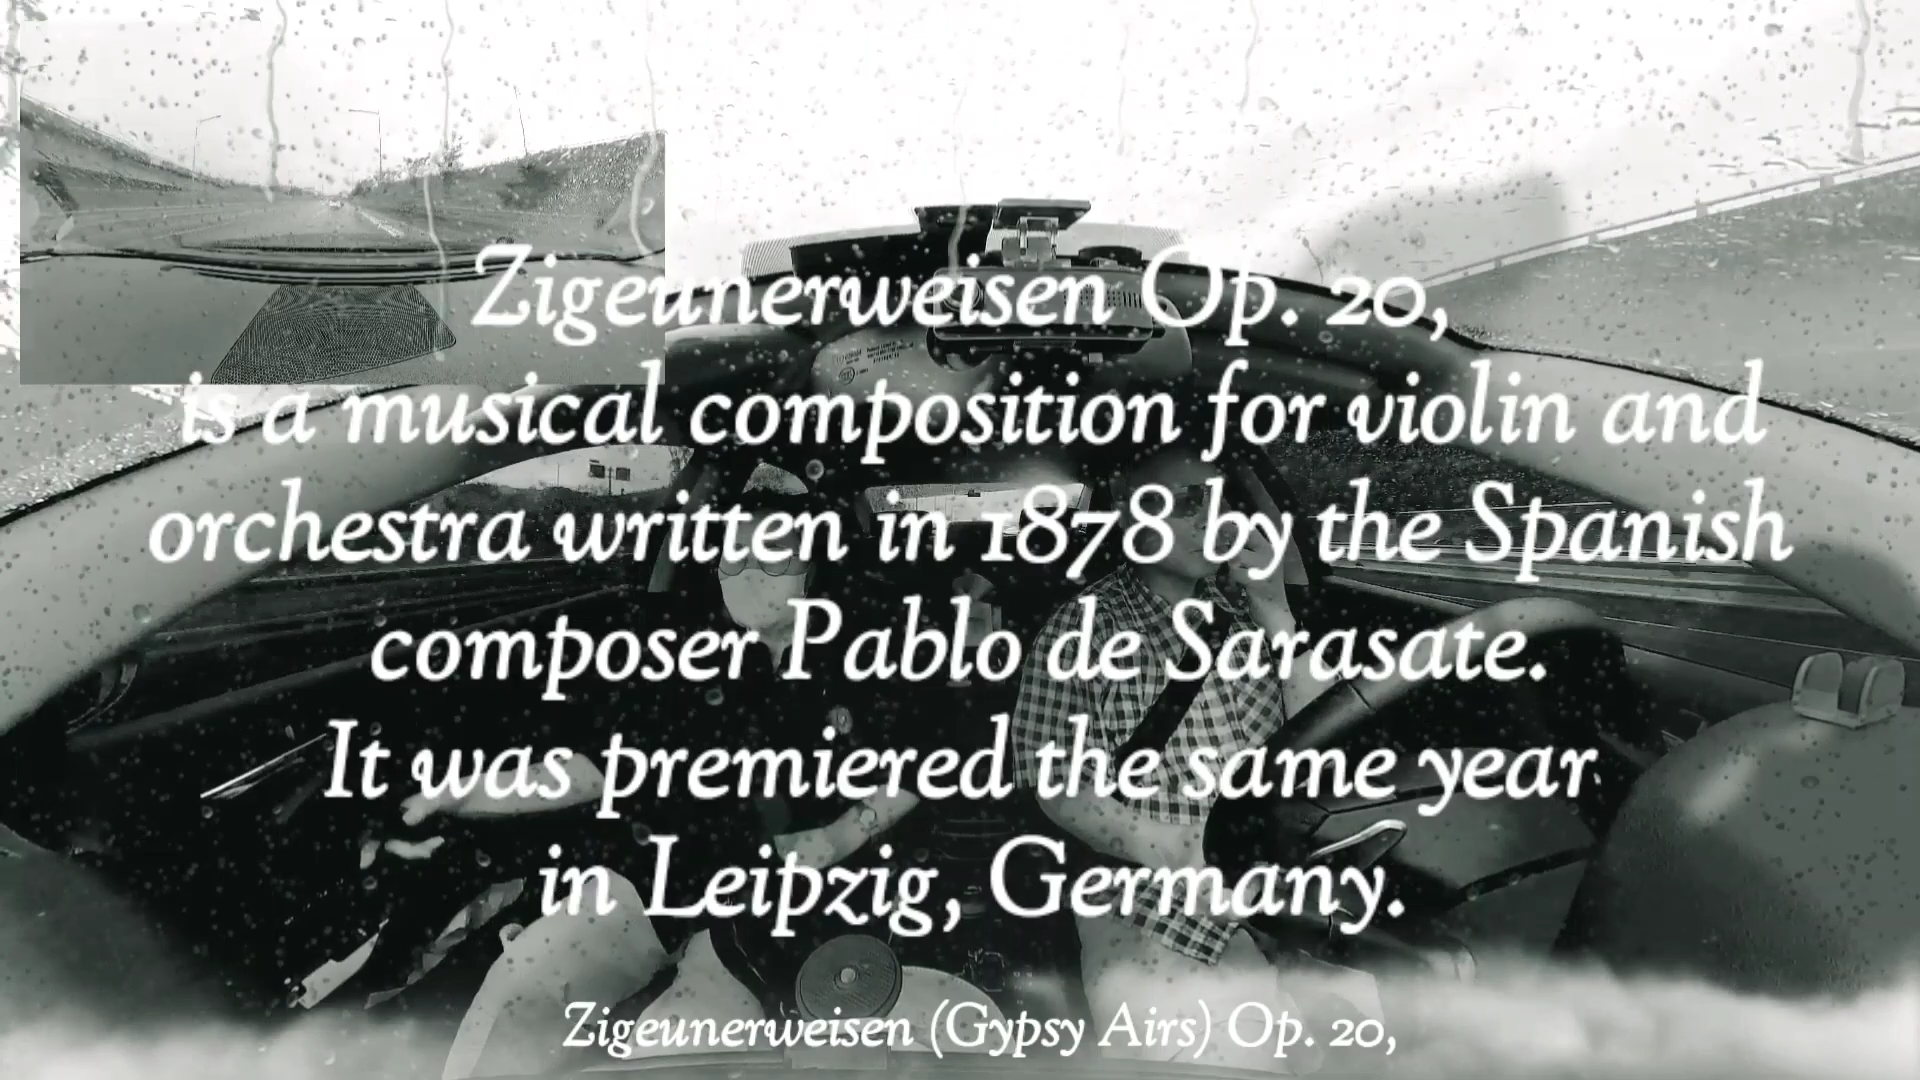 Zigeunerweisen Op. 20,
is a musical composition for violin and
orchestra written in 1878 by the Spanish
composer Pablo de Sarasate.
It was premiered the same year
in Leipzig, Germany.
Zigeunerweisen (Gypsy Airs) Op. 20,